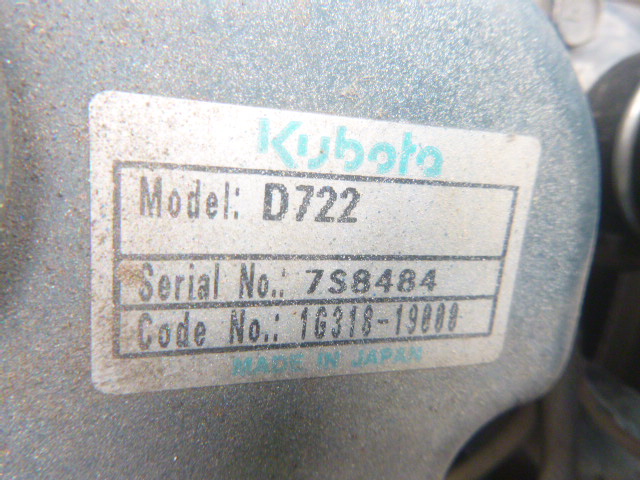 Kubota
Model: D722
Serial No.: 7S8484
Code No.: 1G318-19000
MADE IN JAPAN